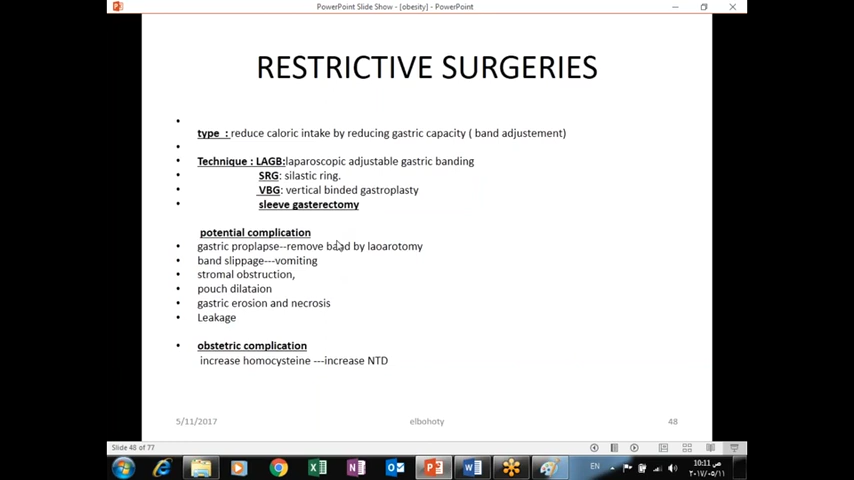 PowerPoint Slide Show - [obesity] - PowerPoint
RESTRICTIVE SURGERIES
•
type : reduce caloric intake by reducing gastric capacity ( band adjustement)
•
• Technique : LAGB:laparoscopic adjustable gastric banding
• SRG: silastic ring.
• VBG: vertical binded gastroplasty
• sleeve gasterectomy
potential complication
• gastric proplapse--remove band by laoarotomy
• band slippage---vomiting
• stromal obstruction,
• pouch dilataion
• gastric erosion and necrosis
• Leakage
• obstetric complication
increase homocysteine ---increase NTD
5/11/2017 elbohoty 48
Slide 48 of 77
EN
10:11 ص
٢٠١٧/٠٥/١١